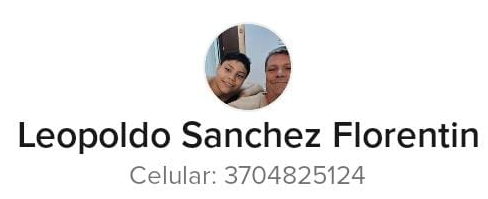 Leopoldo Sanchez Florentin
Celular: 3704825124